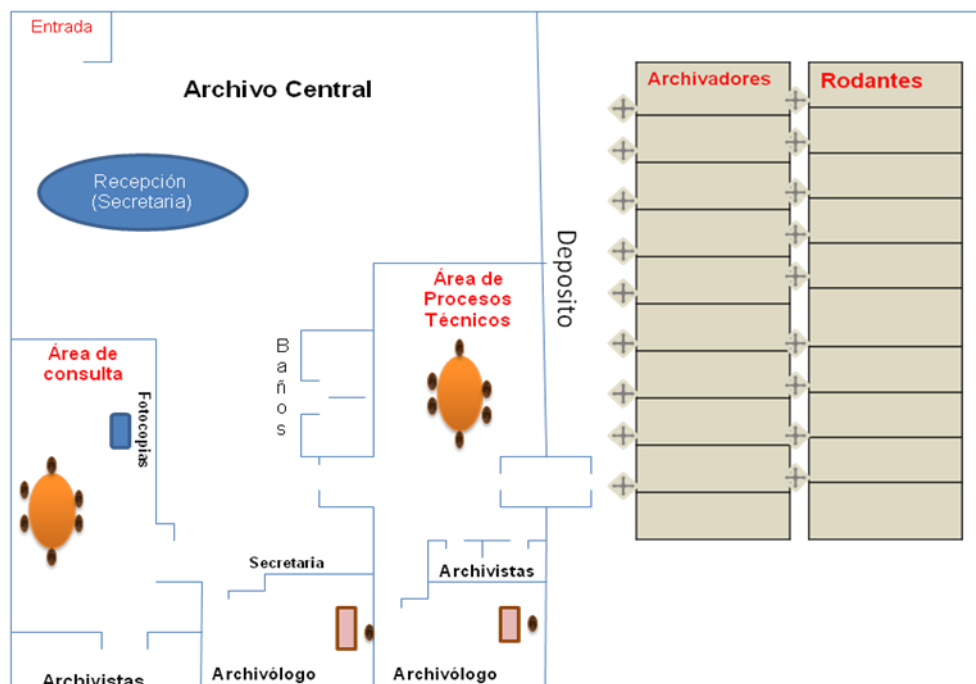 Entrada
Archivo Central
Archivadores
Rodantes
Recepción
(Secretaria)
Deposito
Área de
Procesos
Técnicos
Baños
Área de
consulta
Fotocopias
Secretaria
Archivistas
Archivistas
Archivólogo
Archivólogo